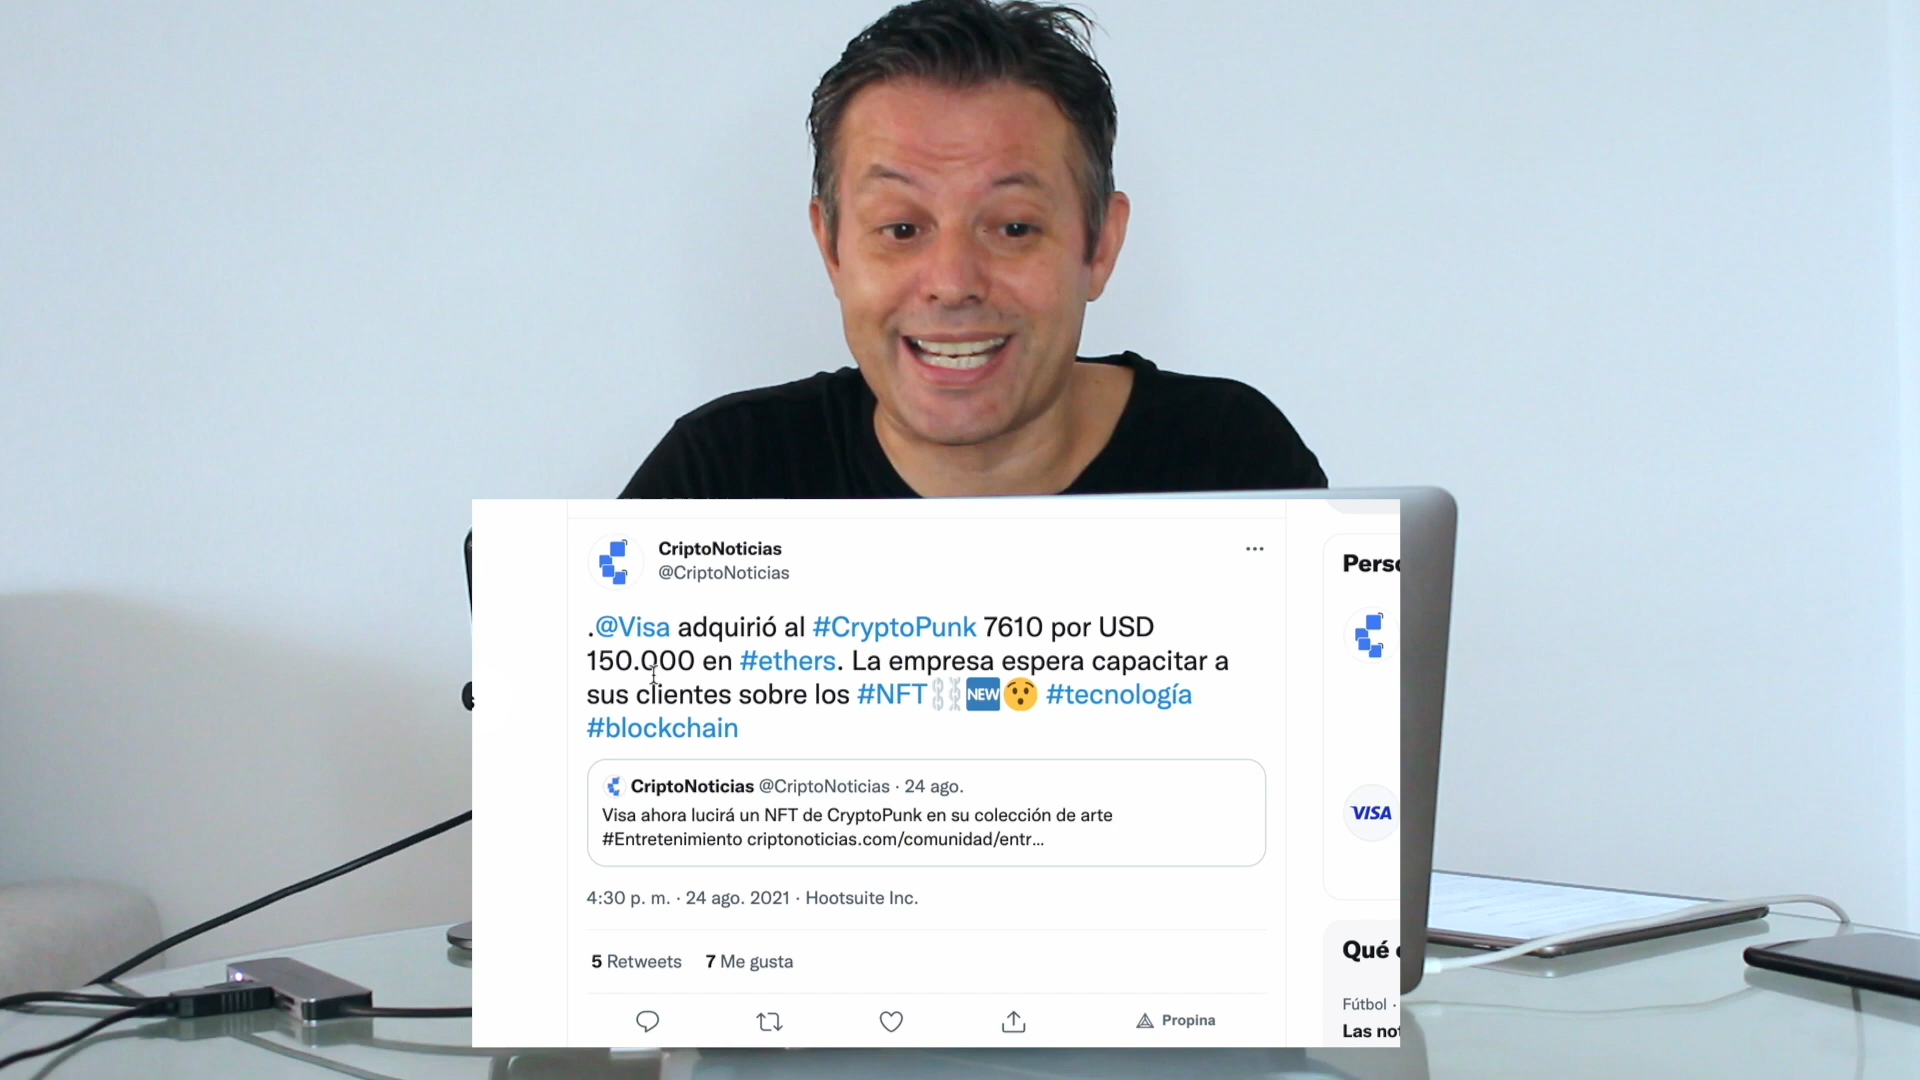 CriptoNoticias
@CriptoNoticias
.@Visa adquirió al #CryptoPunk 7610 por USD
150.000 en #ethers. La empresa espera capacitar a
sus clientes sobre los #NFT⛓️🆕😯 #tecnología
#blockchain
CriptoNoticias @CriptoNoticias · 24 ago.
Visa ahora lucirá un NFT de CryptoPunk en su colección de arte
#Entretenimiento criptonoticias.com/comunidad/entr...
4:30 p. m. · 24 ago. 2021 · Hootsuite Inc.
5 Retweets 7 Me gusta
Propina
Perso
VISA
Qué
Fútbol ·
Las not